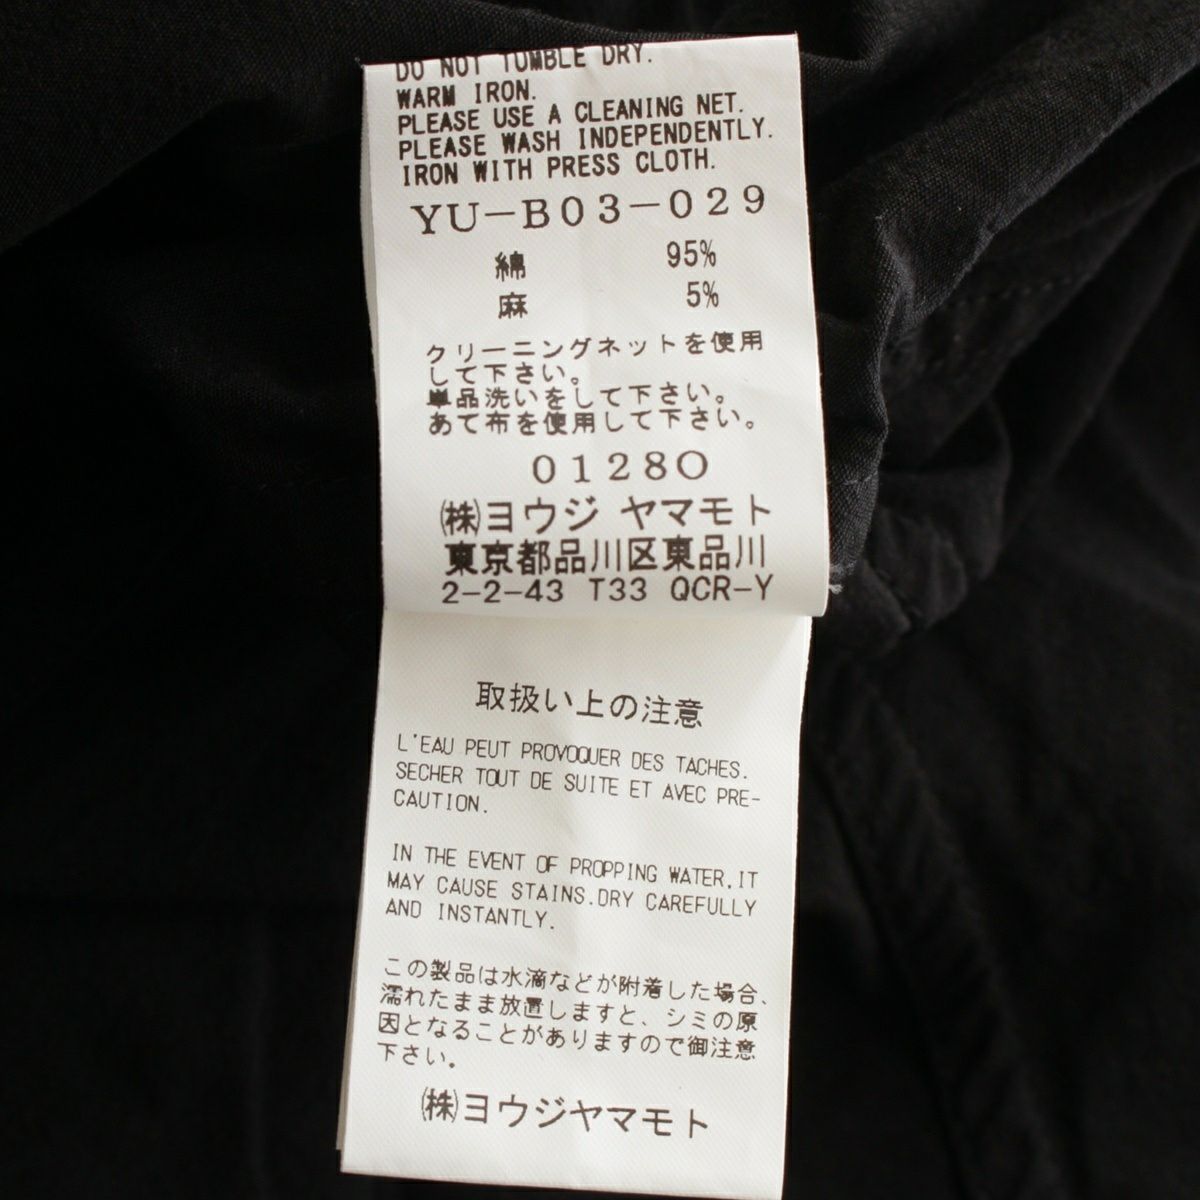 DO NOT TUMBLE DRY.
WARM IRON.
PLEASE USE A CLEANING NET.
PLEASE WASH INDEPENDENTLY.
IRON WITH PRESS CLOTH.
YU-B03-029
綿 95%
麻 5%
クリーニングネットを使用
して下さい。
単品洗いをして下さい。
あて布を使用して下さい。
01280
㈱ヨウジ ヤマモト
東京都品川区東品川
2-2-43 T33 QCR-Y
取扱い上の注意
L'EAU PEUT PROVOQUER DES TACHES.
SECHER TOUT DE SUITE ET AVEC PRE-
CAUTION.
IN THE EVENT OF PROPPING WATER,IT
MAY CAUSE STAINS.DRY CAREFULLY
AND INSTANTLY.
この製品は水滴などが附着した場合、
濡れたまま放置しますと、シミの原
因となることがありますので御注意
下さい。
㈱ヨウジヤマモト